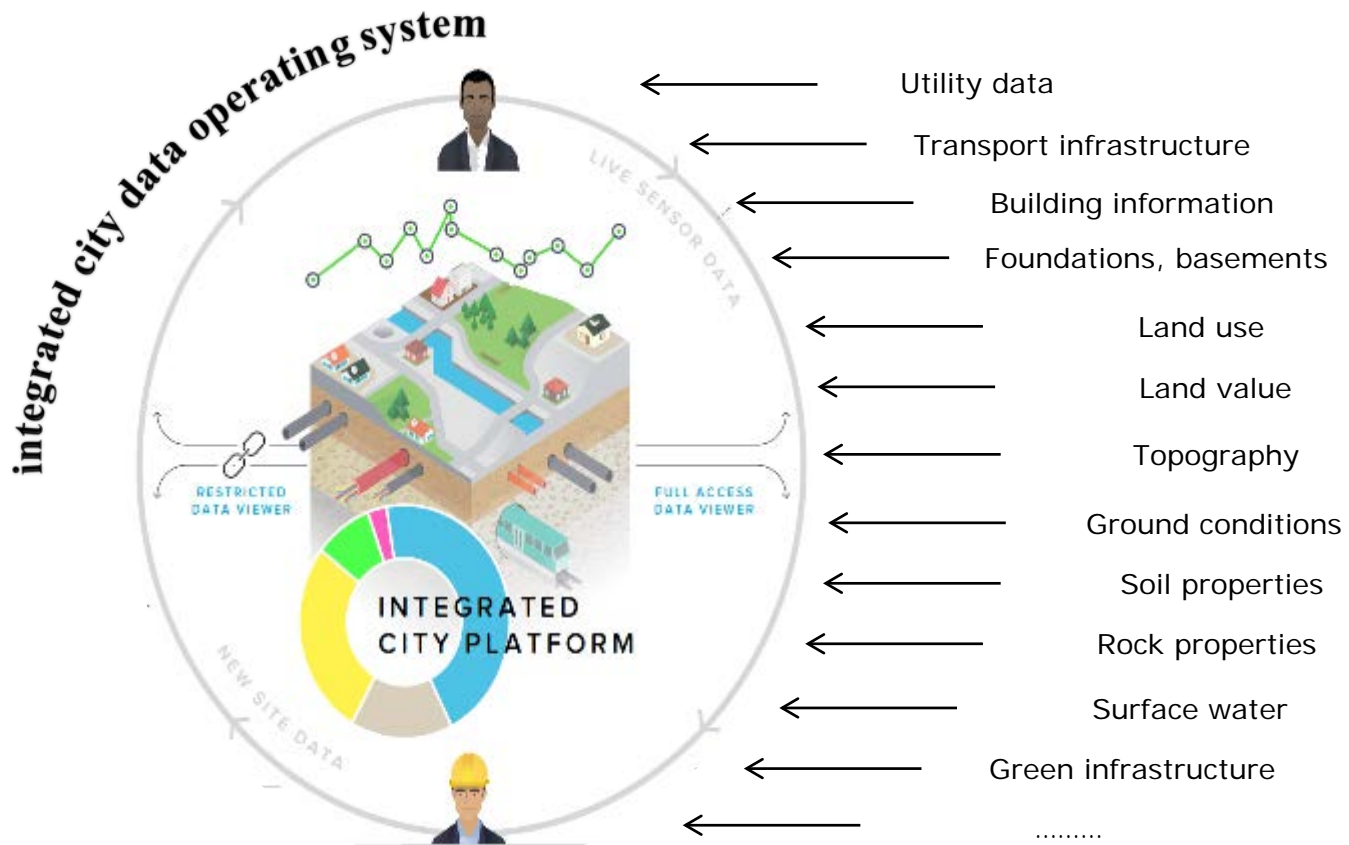 integrated city data operating system
LIVE SENSOR DATA
RESTRICTED
DATA VIEWER
FULL ACCESS
DATA VIEWER
INTEGRATED
CITY PLATFORM
NEW SITE DATA
Utility data
Transport infrastructure
Building information
Foundations, basements
Land use
Land value
Topography
Ground conditions
Soil properties
Rock properties
Surface water
Green infrastructure
.........